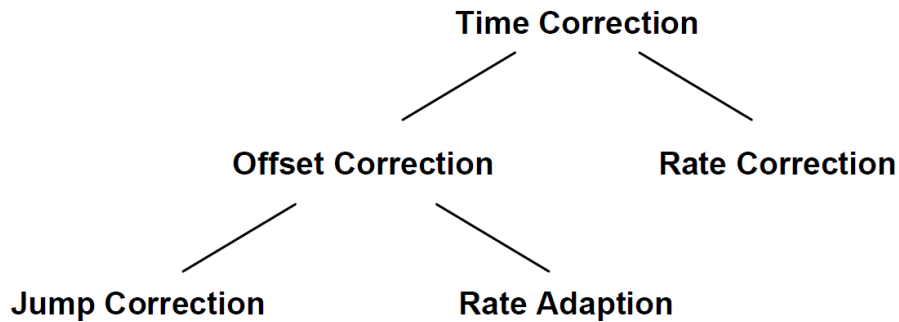 Time Correction
Offset Correction
Rate Correction
Jump Correction
Rate Adaption